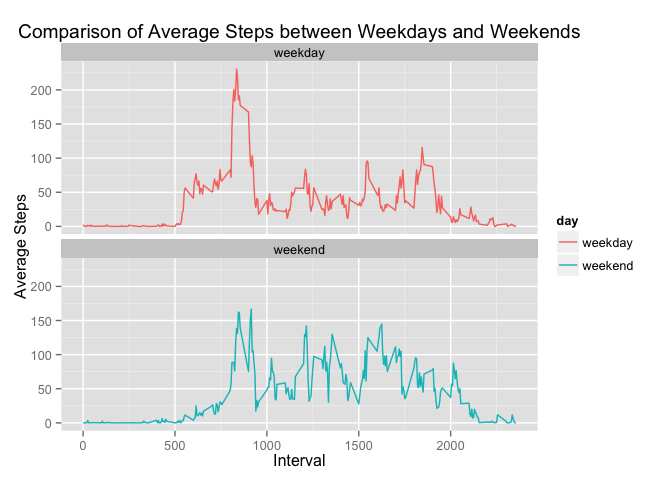 Comparison of Average Steps between Weekdays and Weekends
weekday
200
150
100
50
0
weekend
200
150
100
50
0
0
500
1000
1500
2000
Interval
Average Steps
day
weekday
weekend